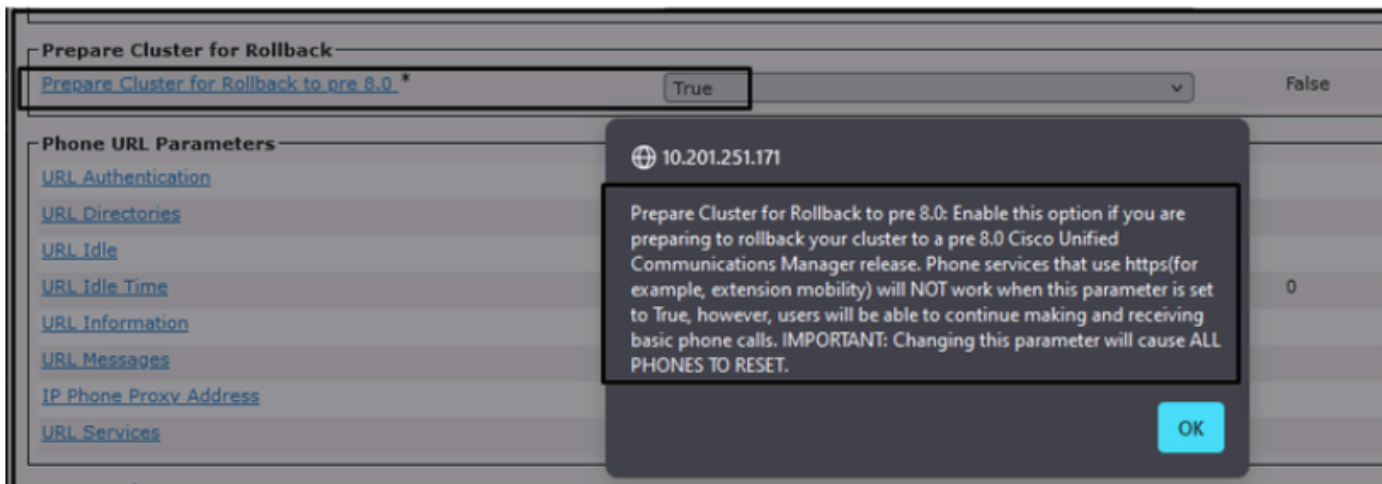 Prepare Cluster for Rollback
Prepare Cluster for Rollback to pre 8.0 *
True
False
Phone URL Parameters
URL Authentication
URL Directories
URL Idle
URL Idle Time
0
URL Information
URL Messages
IP Phone Proxy Address
URL Services
10.201.251.171
Prepare Cluster for Rollback to pre 8.0: Enable this option if you are
preparing to rollback your cluster to a pre 8.0 Cisco Unified
Communications Manager release. Phone services that use https(for
example, extension mobility) will NOT work when this parameter is set
to True, however, users will be able to continue making and receiving
basic phone calls. IMPORTANT: Changing this parameter will cause ALL
PHONES TO RESET.
OK